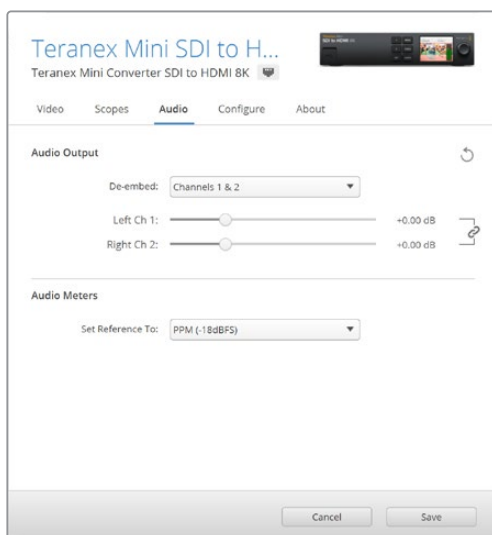 Teranex Mini SDI to H...
Teranex Mini Converter SDI to HDMI 8K
Video Scopes Audio Configure About
Audio Output
De-embed: Channels 1 & 2
Left Ch 1: +0.00 dB
Right Ch 2: +0.00 dB
Audio Meters
Set Reference To: PPM (-18dBFS)
Cancel Save